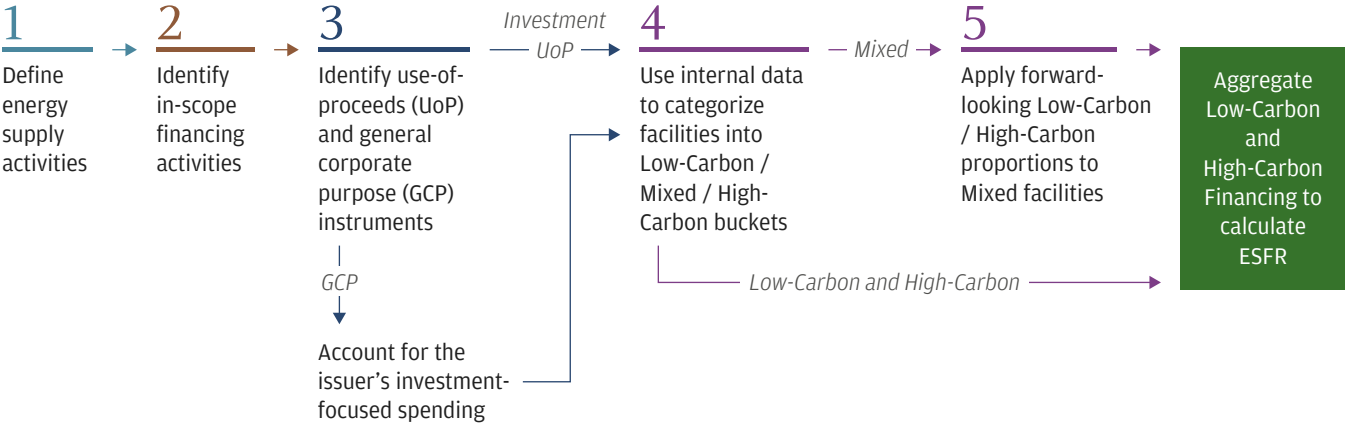 1
Define
energy
supply
activities
2
Identify
in-scope
financing
activities
3
Identify use-of-
proceeds (UoP)
and general
corporate
purpose (GCP)
instruments
GCP
Account for the
issuer’s investment-
focused spending
Investment
UoP
4
Use internal data
to categorize
facilities into
Low-Carbon /
Mixed / High-
Carbon buckets
Mixed
5
Apply forward-
looking Low-Carbon
/ High-Carbon
proportions to
Mixed facilities
Low-Carbon and High-Carbon
Aggregate
Low-Carbon
and
High-Carbon
Financing to
calculate
ESFR